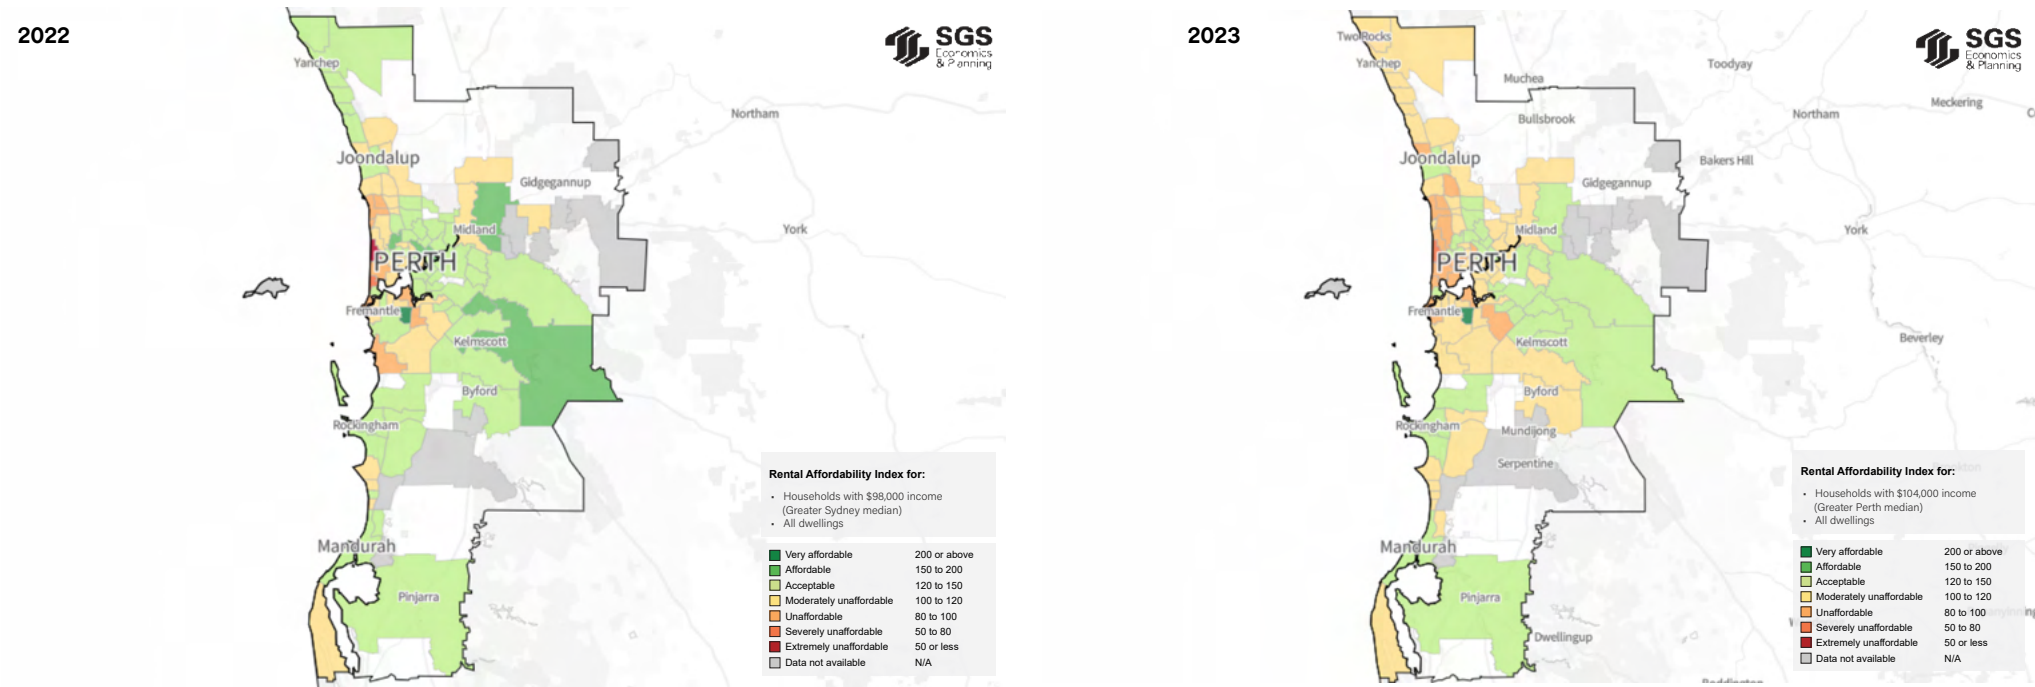 2022
SGS
Economics
& Planning
Yanchep
Northam
Joondalup
Gidgegannup
Midland
York
PERTH
Fremantle
Kelmscott
Byford
Rockingham
Mandurah
Pinjarra
Rental Affordability Index for:
• Households with $98,000 income
(Greater Sydney median)
• All dwellings
Very affordable 200 or above
Affordable 150 to 200
Acceptable 120 to 150
Moderately unaffordable 100 to 120
Unaffordable 80 to 100
Severely unaffordable 50 to 80
Extremely unaffordable 50 or less
Data not available N/A
2023
SGS
Economics
& Planning
Two Rocks
Yanchep
Muchea
Toodyay
Meckering
Northam
Bullsbrook
Joondalup
Bakers Hill
Gidgegannup
Midland
York
PERTH
Fremantle
Beverley
Kelmscott
Byford
Rockingham
Mundijong
Serpentine
Mandurah
Pinjarra
Dwellingup
Rental Affordability Index for:
• Households with $104,000 income
(Greater Perth median)
• All dwellings
Very affordable 200 or above
Affordable 150 to 200
Acceptable 120 to 150
Moderately unaffordable 100 to 120
Unaffordable 80 to 100
Severely unaffordable 50 to 80
Extremely unaffordable 50 or less
Data not available N/A